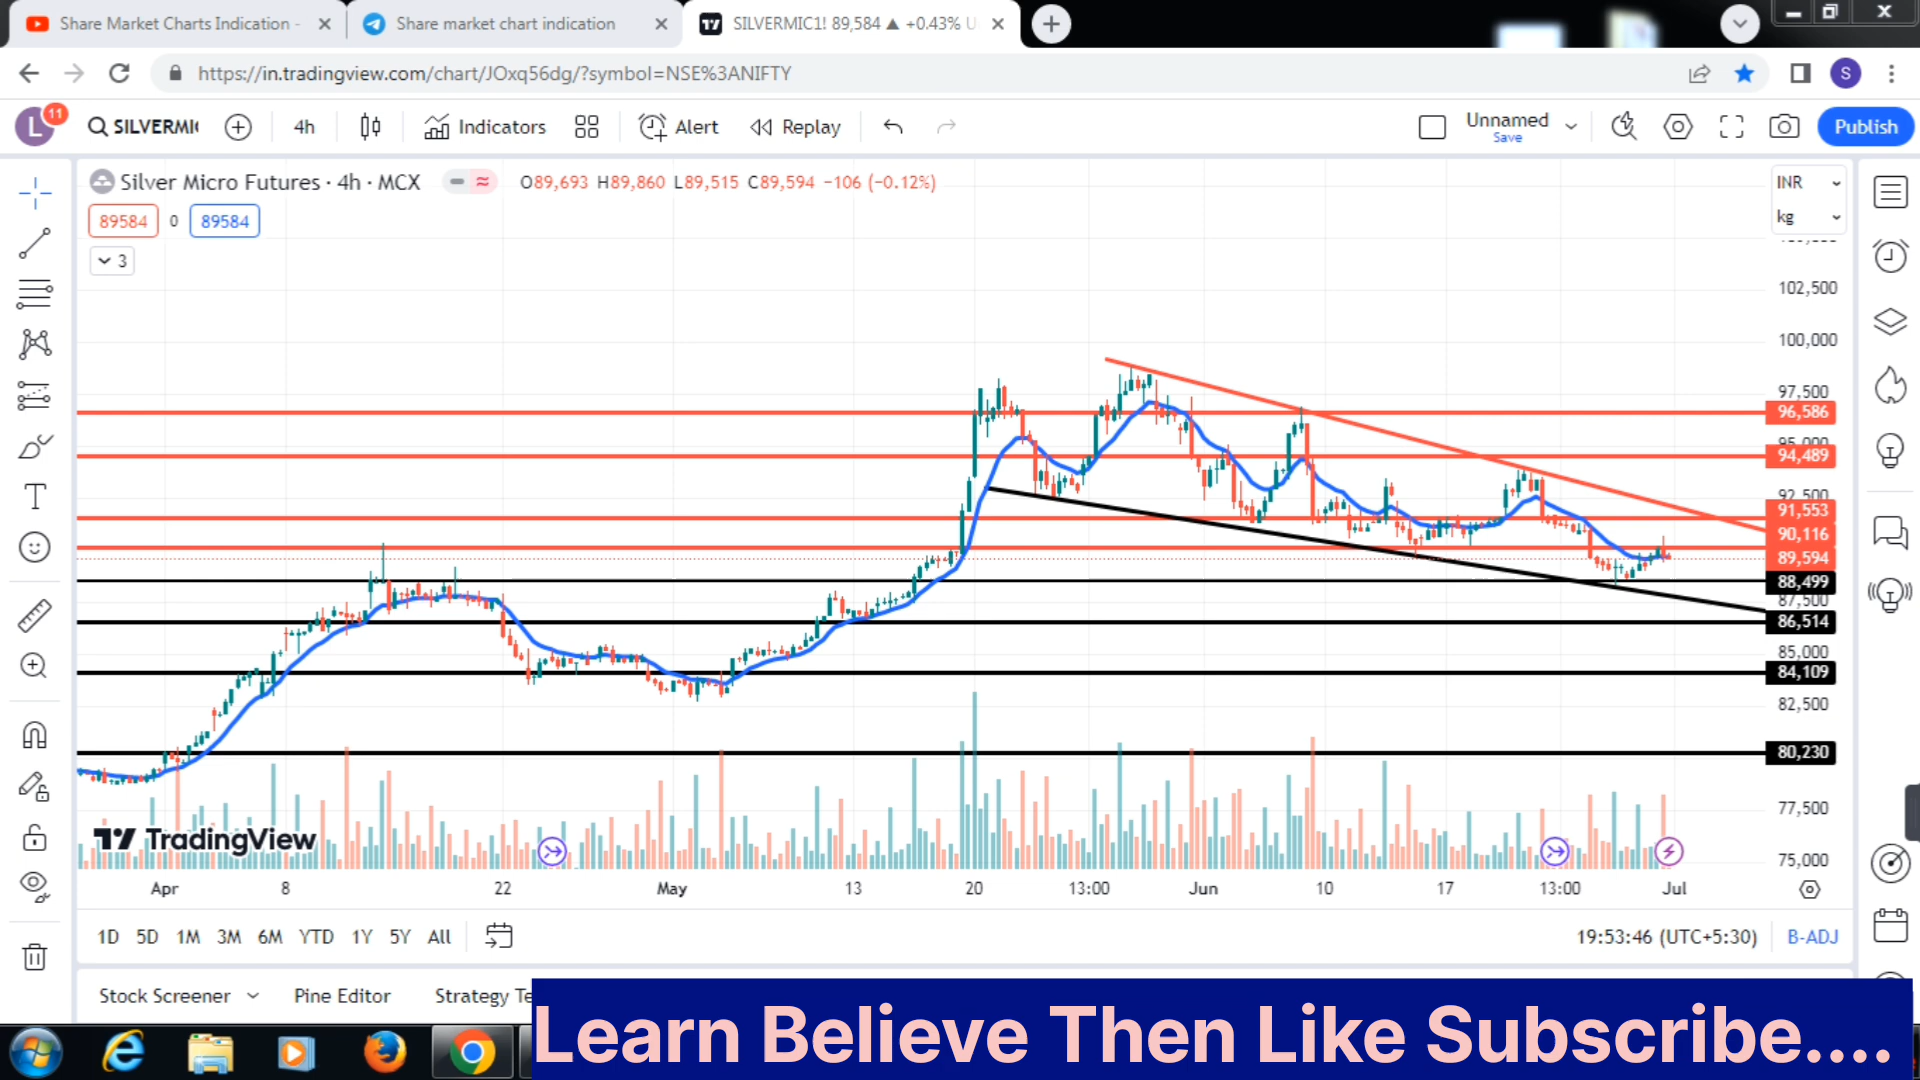 Share Market Charts Indication -
Share market chart indication
SILVERMIC1! 89,584 ▲ +0.43% U
https://in.tradingview.com/chart/JOxq56dg/?symbol=NSE%3ANIFTY
S
L
11
SILVERMI
4h
Indicators
Alert
Replay
Unnamed
Save
Publish
Silver Micro Futures · 4h · MCX
O89,693 H89,860 L89,515 C89,594 −106 (−0.12%)
INR
kg
89584
0
89584
3
102,500
100,000
97,500
96,586
95,000
94,489
92,500
91,553
90,116
89,594
88,499
87,500
86,514
85,000
84,109
82,500
80,230
77,500
75,000
TradingView
Apr
8
22
May
13
20
13:00
Jun
10
17
13:00
Jul
1D
5D
1M
3M
6M
YTD
1Y
5Y
All
19:53:46 (UTC+5:30)
B-ADJ
Stock Screener
Pine Editor
Strategy Te
Learn Believe Then Like Subscribe....